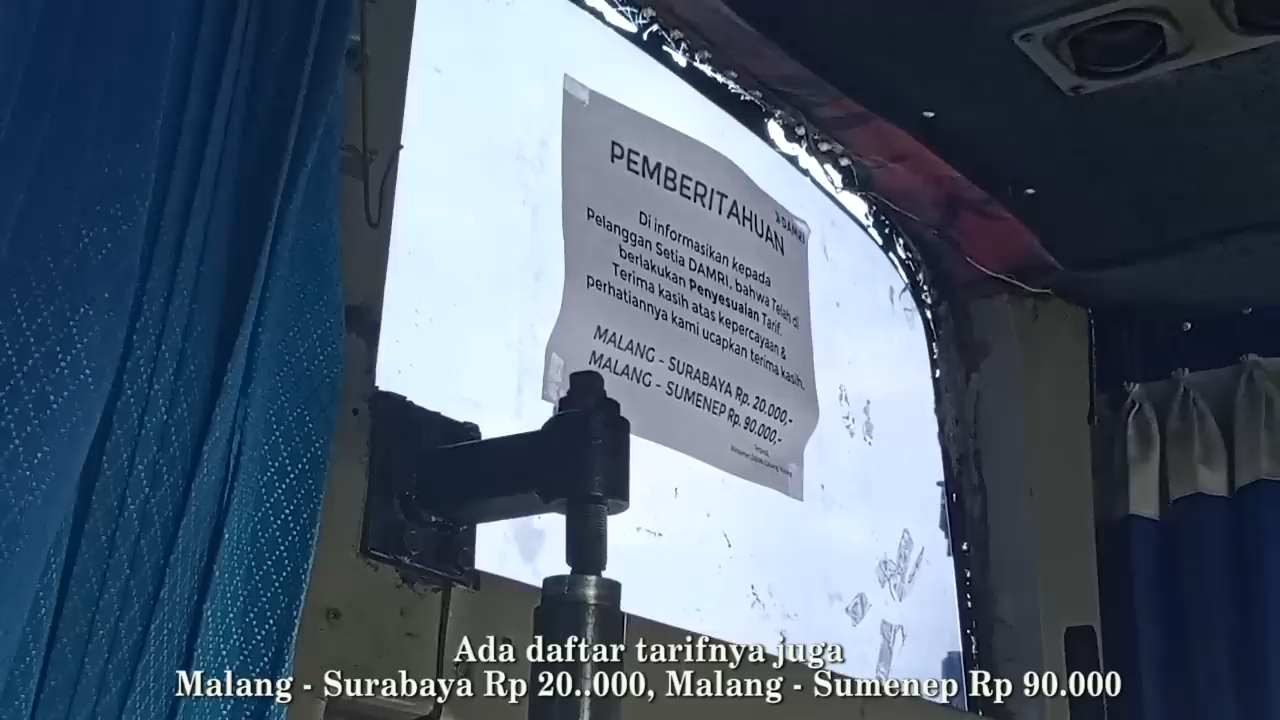 DAMRI
PEMBERITAHUAN
Di informasikan kepada
Pelanggan Setia DAMRI, bahwa Telah di
berlakukan Penyesuaian Tarif.
Terima kasih atas kepercayaan &
perhatiannya kami ucapkan terima kasih.
MALANG - SURABAYA Rp. 20.000,-
MALANG - SUMENEP Rp. 90.000,-
Ada daftar tarifnya juga
Malang - Surabaya Rp 20..000, Malang - Sumenep Rp 90.000